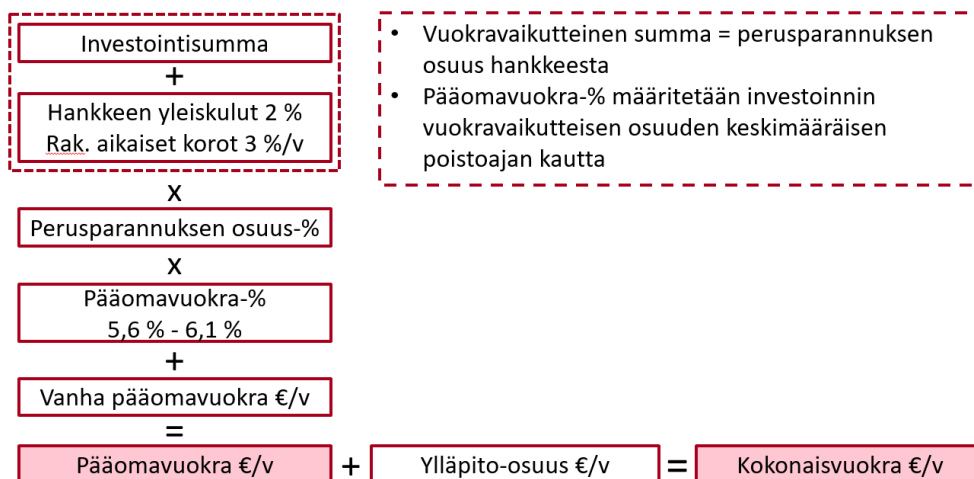 Investointisumma
+
Hankkeen yleiskulut 2 %
Rak. aikaiset korot 3 %/v
x
Perusparannuksen osuus-%
x
Pääomavuokra-%
5,6 % - 6,1 %
+
Vanha pääomavuokra €/v
=
Pääomavuokra €/v + Ylläpito-osuus €/v = Kokonaisvuokra €/v
• Vuokravaikutteinen summa = perusparannuksen
osuus hankkeesta
• Pääomavuokra-% määritetään investoinnin
vuokravaikutteisen osuuden keskimääräisen
poistoajan kautta